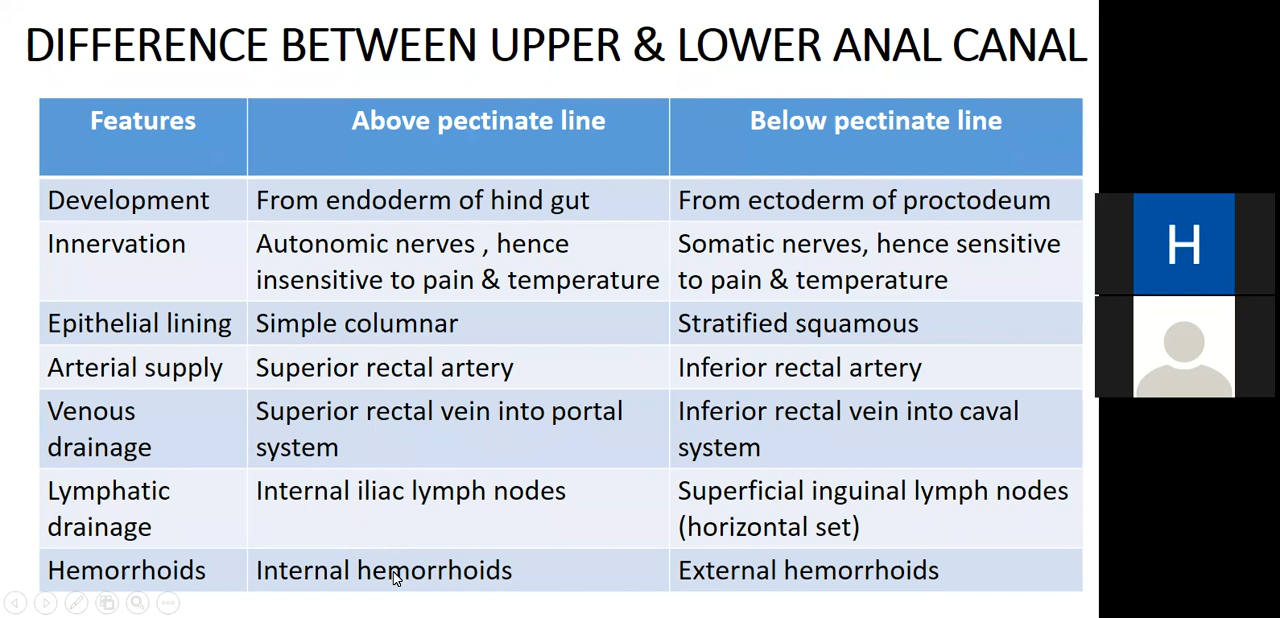 DIFFERENCE BETWEEN UPPER & LOWER ANAL CANAL
Features
Above pectinate line
Below pectinate line
Development
From endoderm of hind gut
From ectoderm of proctodeum
Innervation
Autonomic nerves , hence
insensitive to pain & temperature
Somatic nerves, hence sensitive
to pain & temperature
Epithelial lining
Simple columnar
Stratified squamous
Arterial supply
Superior rectal artery
Inferior rectal artery
Venous
drainage
Superior rectal vein into portal
system
Inferior rectal vein into caval
system
Lymphatic
drainage
Internal iliac lymph nodes
Superficial inguinal lymph nodes
(horizontal set)
Hemorrhoids
Internal hemorrhoids
External hemorrhoids
H